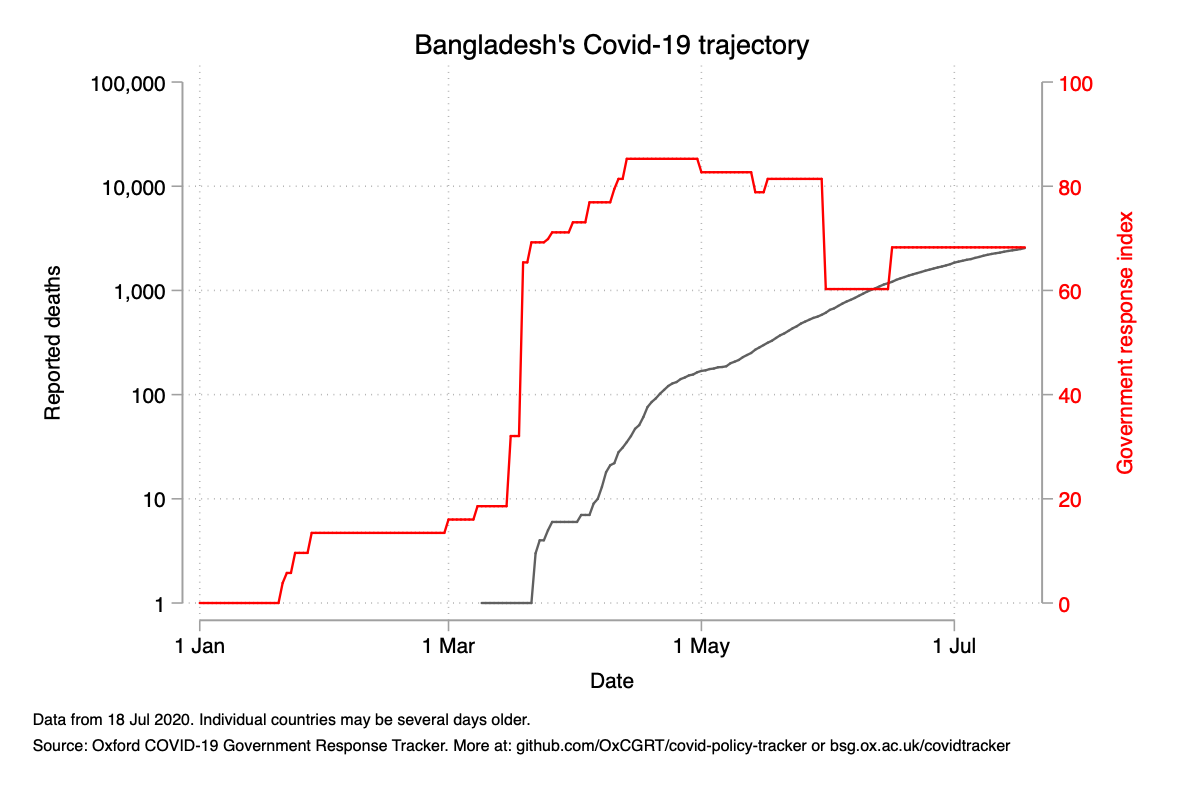 Bangladesh's Covid-19 trajectory
100,000
10,000
1,000
100
10
1
Reported deaths
100
80
60
40
20
0
Government response index
1 Jan
1 Mar
1 May
1 Jul
Date
Data from 18 Jul 2020. Individual countries may be several days older.
Source: Oxford COVID-19 Government Response Tracker. More at: github.com/OxCGRT/covid-policy-tracker or bsg.ox.ac.uk/covidtracker